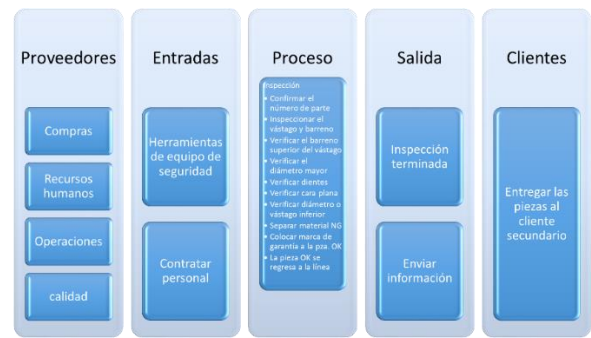 Proveedores
Compras
Recursos
humanos
Operaciones
calidad
Entradas
Herramientas
de equipo de
seguridad
Contratar
personal
Proceso
Inspección
• Confirmar el
número de parte
• Inspeccionar el
vástago y barreno
• Verificar el barreno
superior del vástago
• Verificar el
diámetro mayor
• Verificar dientes
• Verificar cara plana
• Verificar diámetro o
vástago inferior
• Separar material NG
• Colocar marca de
garantía a la pza. OK
• La pieza OK se
regresa a la línea
Salida
Inspección
terminada
Enviar
información
Clientes
Entregar las
piezas al
cliente
secundario